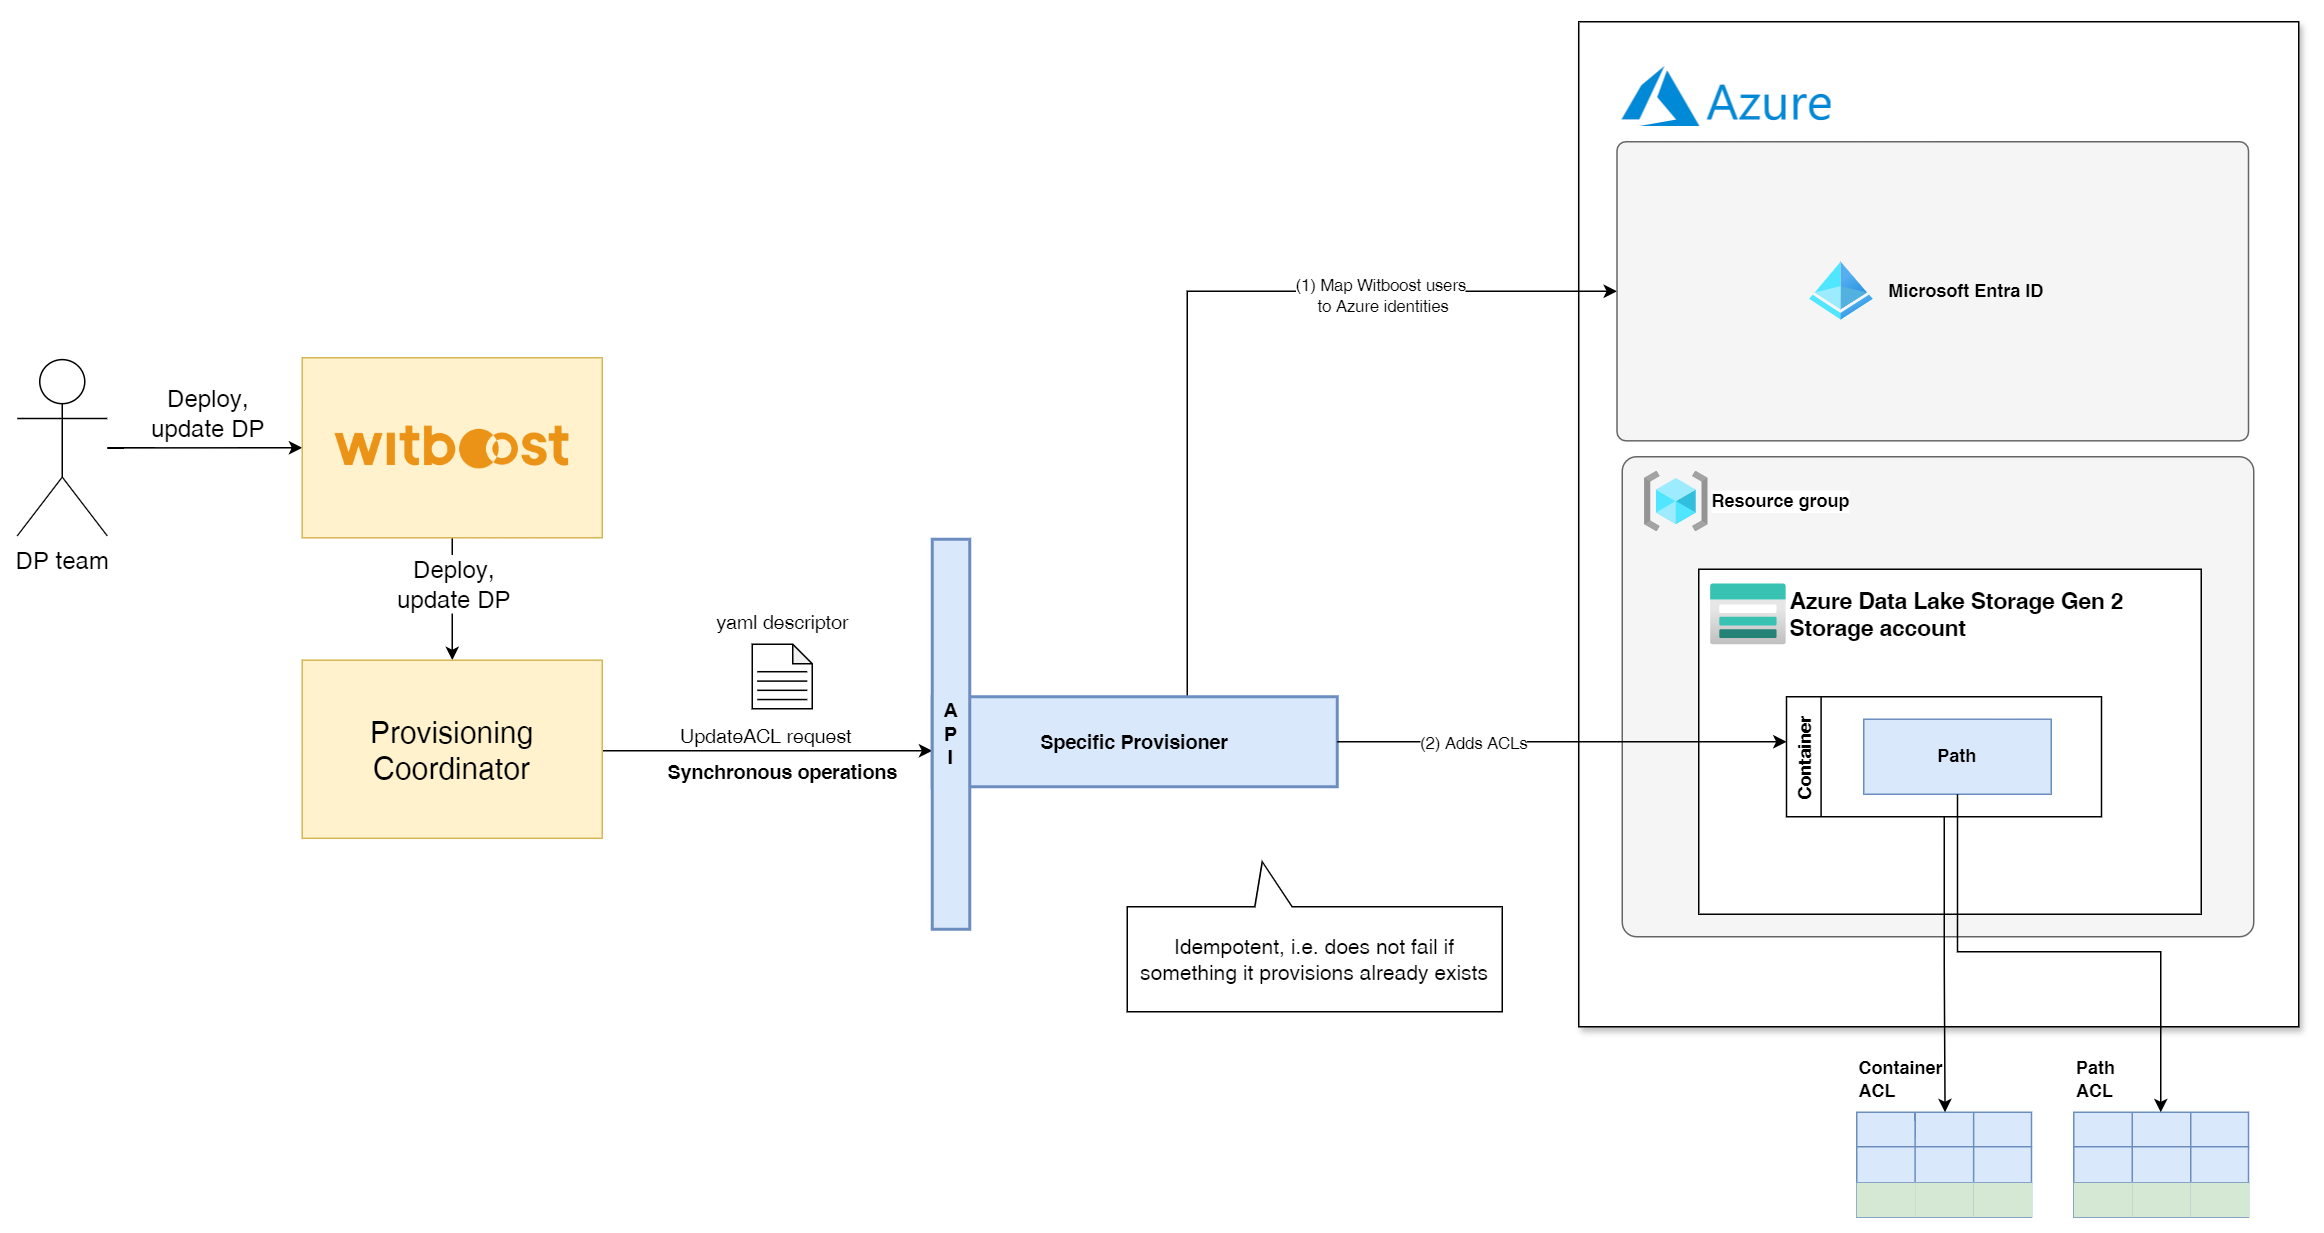 Azure
Microsoft Entra ID
(1) Map Witboost users
to Azure identities
Deploy,
update DP
witboost
DP team
Deploy,
update DP
Resource group
Azure Data Lake Storage Gen 2
Storage account
yaml descriptor
UpdateACL request
Synchronous operations
Provisioning
Coordinator
A
P
I
Specific Provisioner
(2) Adds ACLs
Container
Path
Idempotent, i.e. does not fail if
something it provisions already exists
Container
ACL
Path
ACL